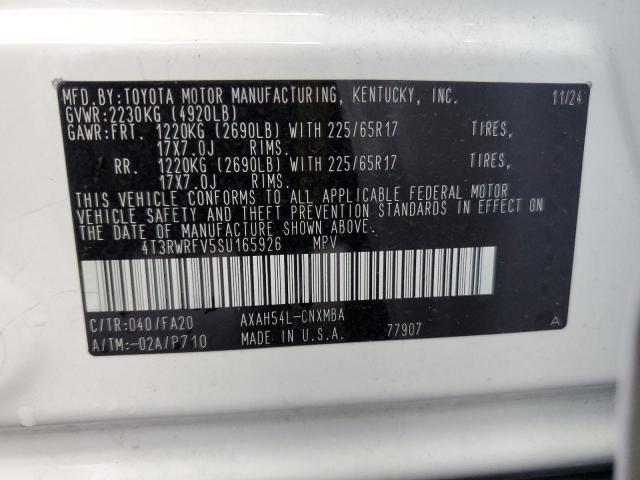 MFD.BY:TOYOTA MOTOR MANUFACTURING, KENTUCKY, INC. 11/24
GVWR:2230KG (4920LB)
GAWR:FRT. 1220KG (2690LB) WITH 225/65R17 TIRES,
17X7.0J RIMS.
RR. 1220KG (2690LB) WITH 225/65R17 TIRES,
17X7.0J RIMS.
THIS VEHICLE CONFORMS TO ALL APPLICABLE FEDERAL MOTOR
VEHICLE SAFETY AND THEFT PREVENTION STANDARDS IN EFFECT ON
THE DATE OF MANUFACTURE SHOWN ABOVE.
4T3RWRFV5SU165926 MPV
C/TR:040/FA20 AXAH54L-CNXMBA
A/TM:-02A/P710 MADE IN U.S.A. 77907 A